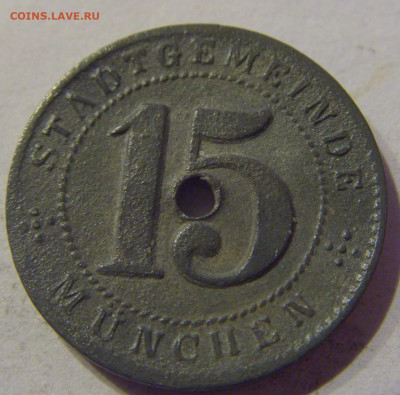 COINS.LAVE.RU
STADTGEMEINDE
15
MÜNCHEN